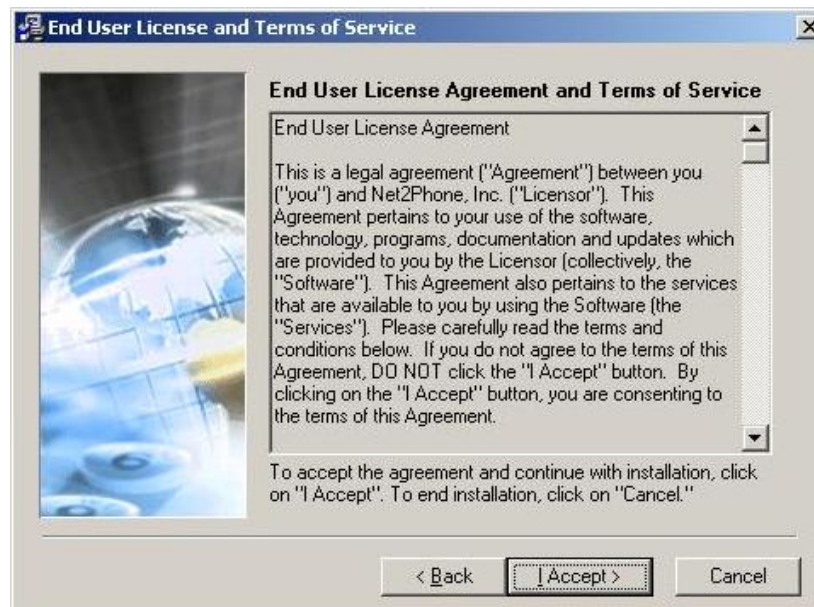 End User License and Terms of Service
End User License Agreement and Terms of Service
End User License Agreement
This is a legal agreement ("Agreement") between you
("you") and Net2Phone, Inc. ("Licensor").  This
Agreement pertains to your use of the software,
technology, programs, documentation and updates which
are provided to you by the Licensor (collectively, the
"Software").  This Agreement also pertains to the services
that are available to you by using the Software (the
"Services").  Please carefully read the terms and
conditions below.  If you do not agree to the terms of this
Agreement, DO NOT click the "I Accept" button.  By
clicking on the "I Accept" button, you are consenting to
the terms of this Agreement.
To accept the agreement and continue with installation, click
on "I Accept". To end installation, click on "Cancel."
< Back
I Accept >
Cancel